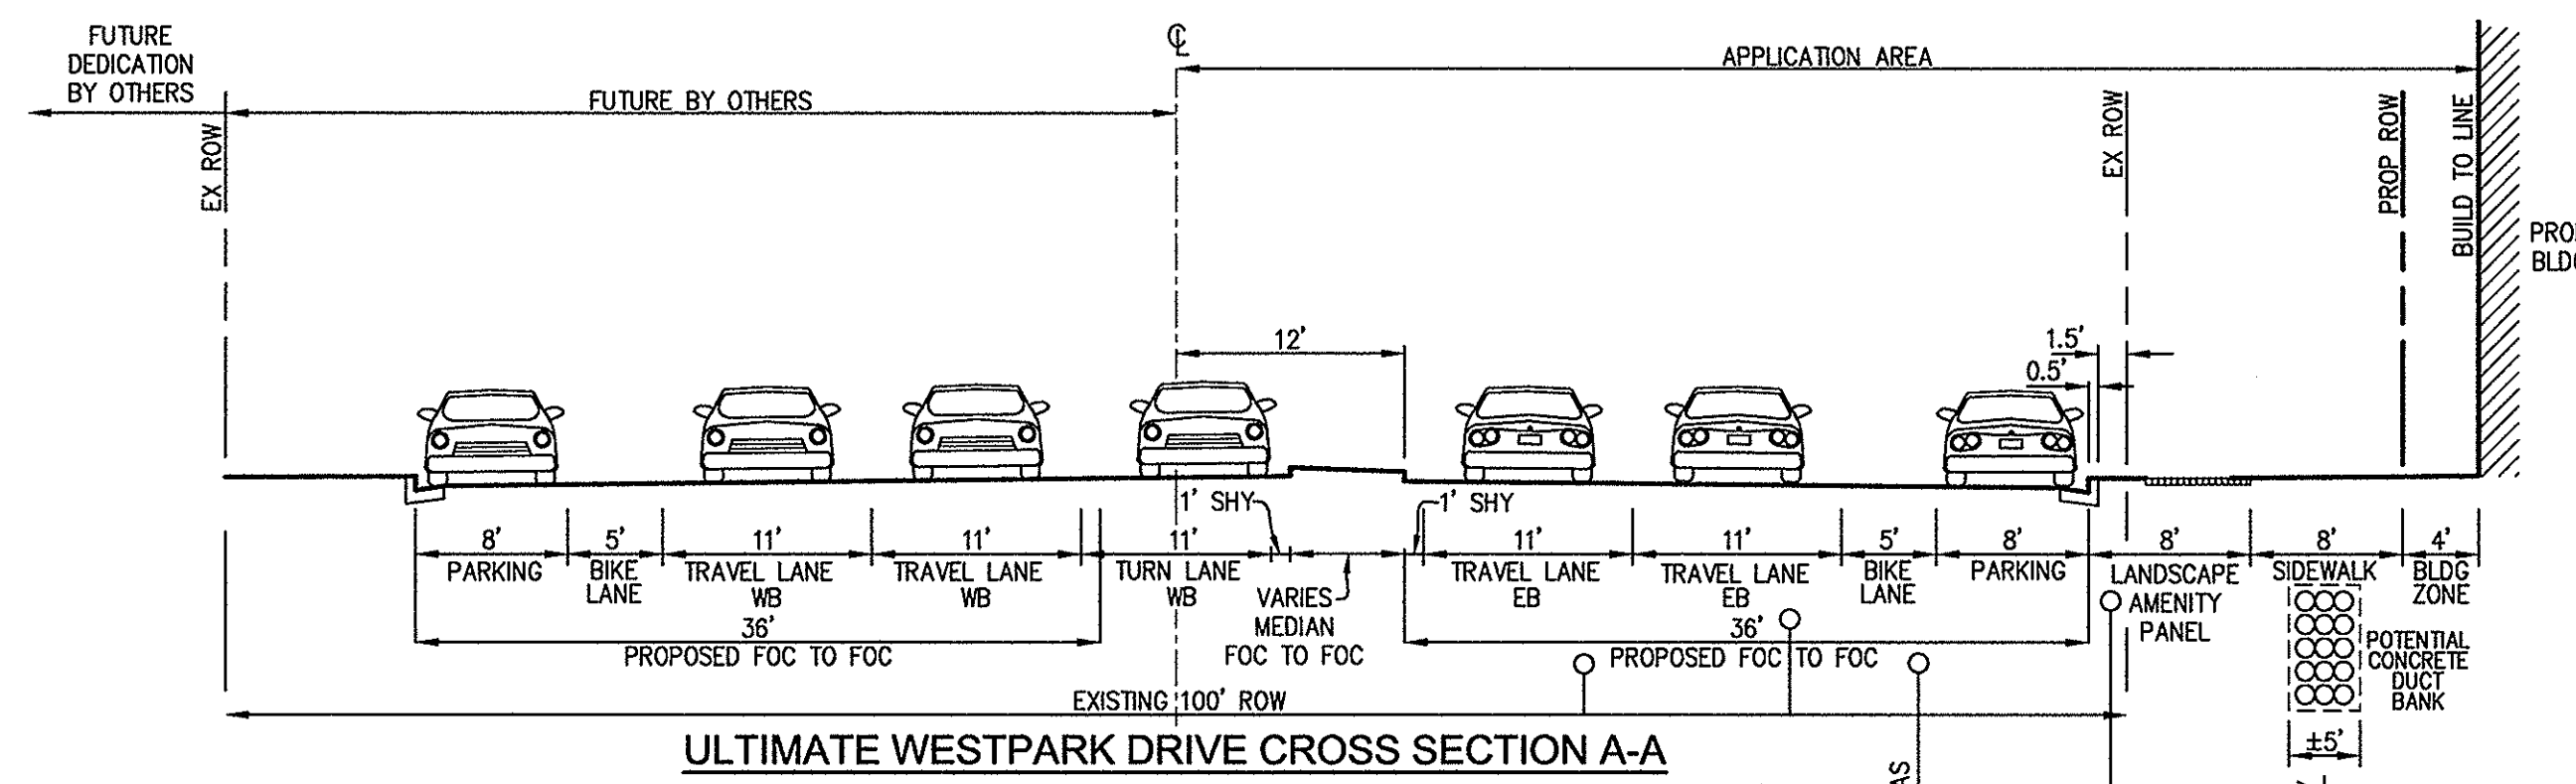 FUTURE
DEDICATION
BY OTHERS
FUTURE BY OTHERS
℄
APPLICATION AREA
EX ROW
EX ROW
PROP ROW
BUILD TO LINE
12'
1.5'
0.5'
1' SHY
1' SHY
8'
PARKING
5'
BIKE
LANE
11'
TRAVEL LANE
WB
11'
TRAVEL LANE
WB
11'
TURN LANE
WB
VARIES
MEDIAN
FOC TO FOC
11'
TRAVEL LANE
EB
11'
TRAVEL LANE
EB
5'
BIKE
LANE
8'
PARKING
8'
LANDSCAPE
AMENITY
PANEL
8'
SIDEWALK
4'
BLDG
ZONE
36'
PROPOSED FOC TO FOC
36'
PROPOSED FOC TO FOC
POTENTIAL
CONCRETE
DUCT
BANK
±5'
EXISTING 100' ROW
ULTIMATE WESTPARK DRIVE CROSS SECTION A-A